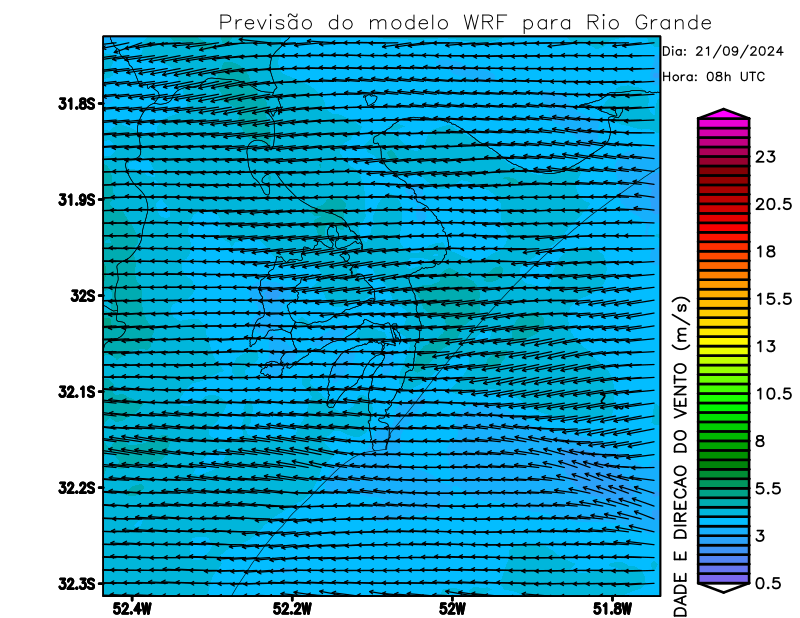 Previsão do modelo WRF para Rio Grande
Dia: 21/09/2024
Hora: 08h UTC
31.8S
31.9S
32S
32.1S
32.2S
32.3S
52.4W
52.2W
52W
51.8W
DADE E DIRECAO DO VENTO (m/s)
23
20.5
18
15.5
13
10.5
8
5.5
3
0.5